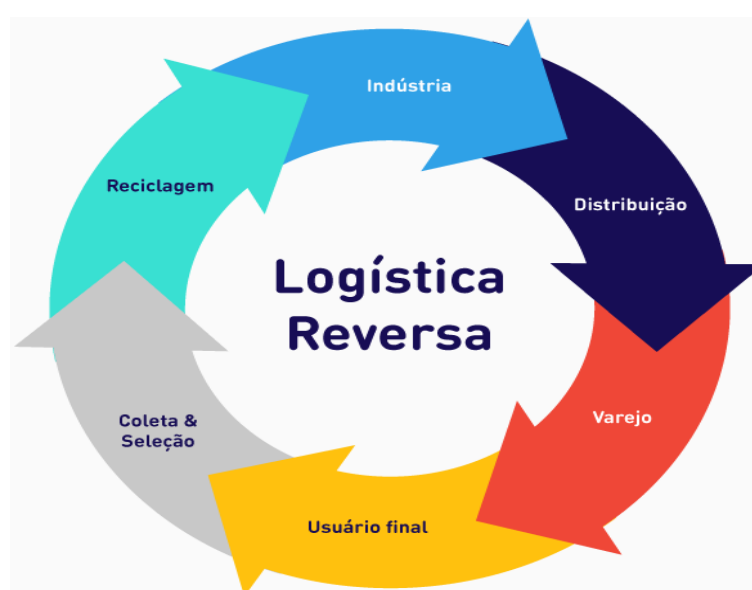 Indústria
Distribuição
Varejo
Usuário final
Coleta &
Seleção
Reciclagem
Logística
Reversa